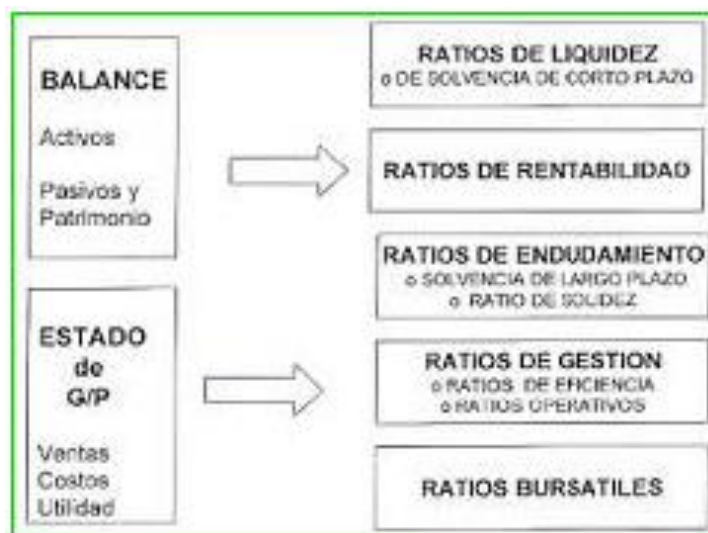 BALANCE
Activos
Pasivos y
Patrimonio
ESTADO
de
G/P
Ventas
Costos
Utilidad
RATIOS DE LIQUIDEZ
o DE SOLVENCIA DE CORTO PLAZO
RATIOS DE RENTABILIDAD
RATIOS DE ENDUDAMIENTO
o SOLVENCIA DE LARGO PLAZO
o RATIO DE SOLIDEZ
RATIOS DE GESTION
o RATIOS DE EFICIENCIA
o RATIOS OPERATIVOS
RATIOS BURSATILES